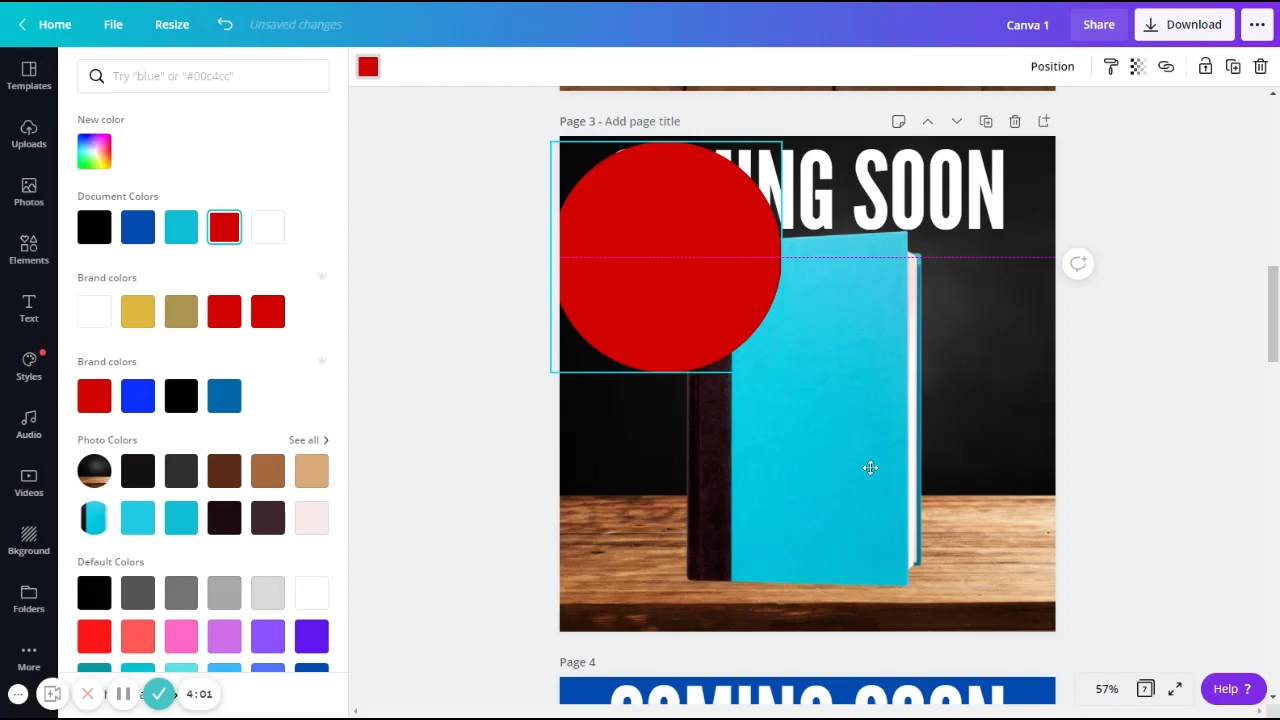 Home
File
Resize
Unsaved changes
Canva 1
Share
Download
Templates
Uploads
Photos
Elements
Text
Styles
Audio
Videos
Bkground
Folders
More
Try "blue" or "#00c4cc"
New color
Document Colors
Brand colors
Brand colors
Photo Colors
See all
Default Colors
4:01
Position
Page 3 - Add page title
NG SOON
Page 4
COMING SOON
57%
7
Help ?